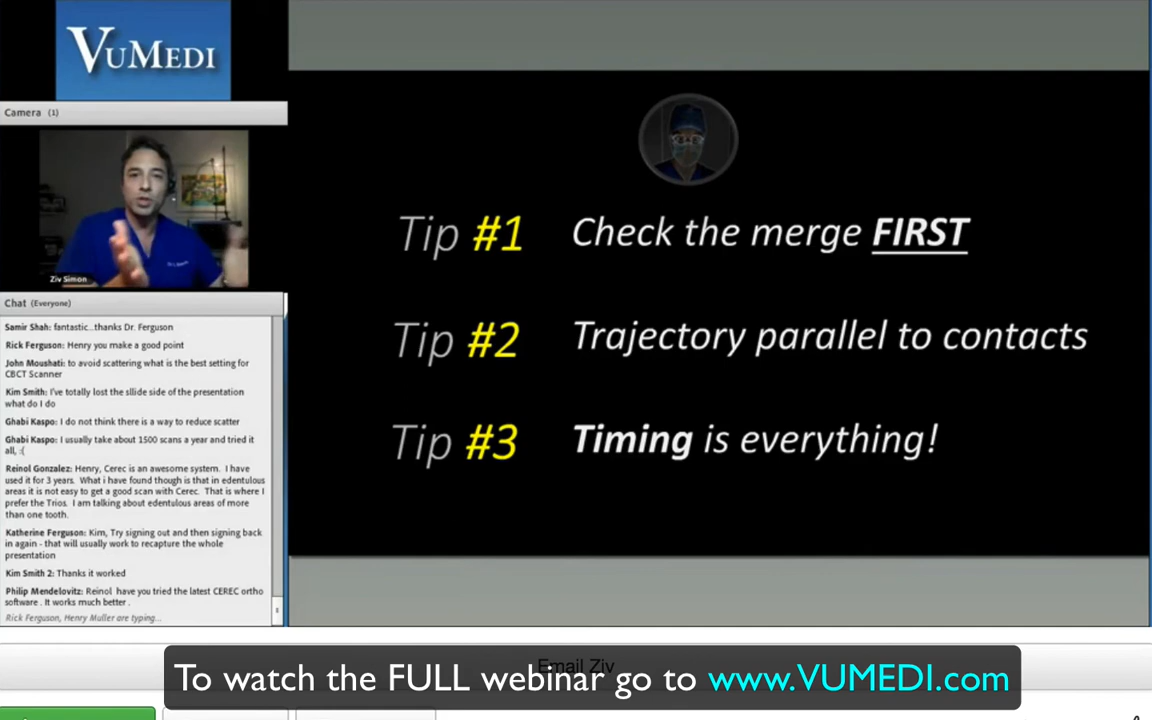 VUMEDI
Camera (1)
Ziv Simon
Chat (Everyone)
Samir Shah: fantastic...thanks Dr. Ferguson
Rick Ferguson: Henry you make a good point
John Moushati: to avoid scattering what is the best setting for
CBCT Scanner
Kim Smith: I've totally lost the sllide side of the presentation
what do I do
Ghabi Kaspo: I do not think there is a way to reduce scatter
Ghabi Kaspo: I usually take about 1500 scans a year and tried it
all, :(
Reinol Gonzalez: Henry, Cerec is an awesome system. I have
used it for 3 years. What i have found though is that in edentulous
areas it is not easy to get a good scan with Cerec. That is where I
prefer the Trios. I am talking about edentulous areas of more
than one tooth.
Katherine Ferguson: Kim, Try signing out and then signing back
in again - that will usually work to recapture the whole
presentation
Kim Smith 2: Thanks it worked
Philip Mendelovitz: Reinol have you tried the latest CEREC ortho
software . It works much better .
Rick Ferguson, Henry Muller are typing...
Tip #1 Check the merge FIRST
Tip #2 Trajectory parallel to contacts
Tip #3 Timing is everything!
Email Ziv
To watch the FULL webinar go to www.VUMEDI.com